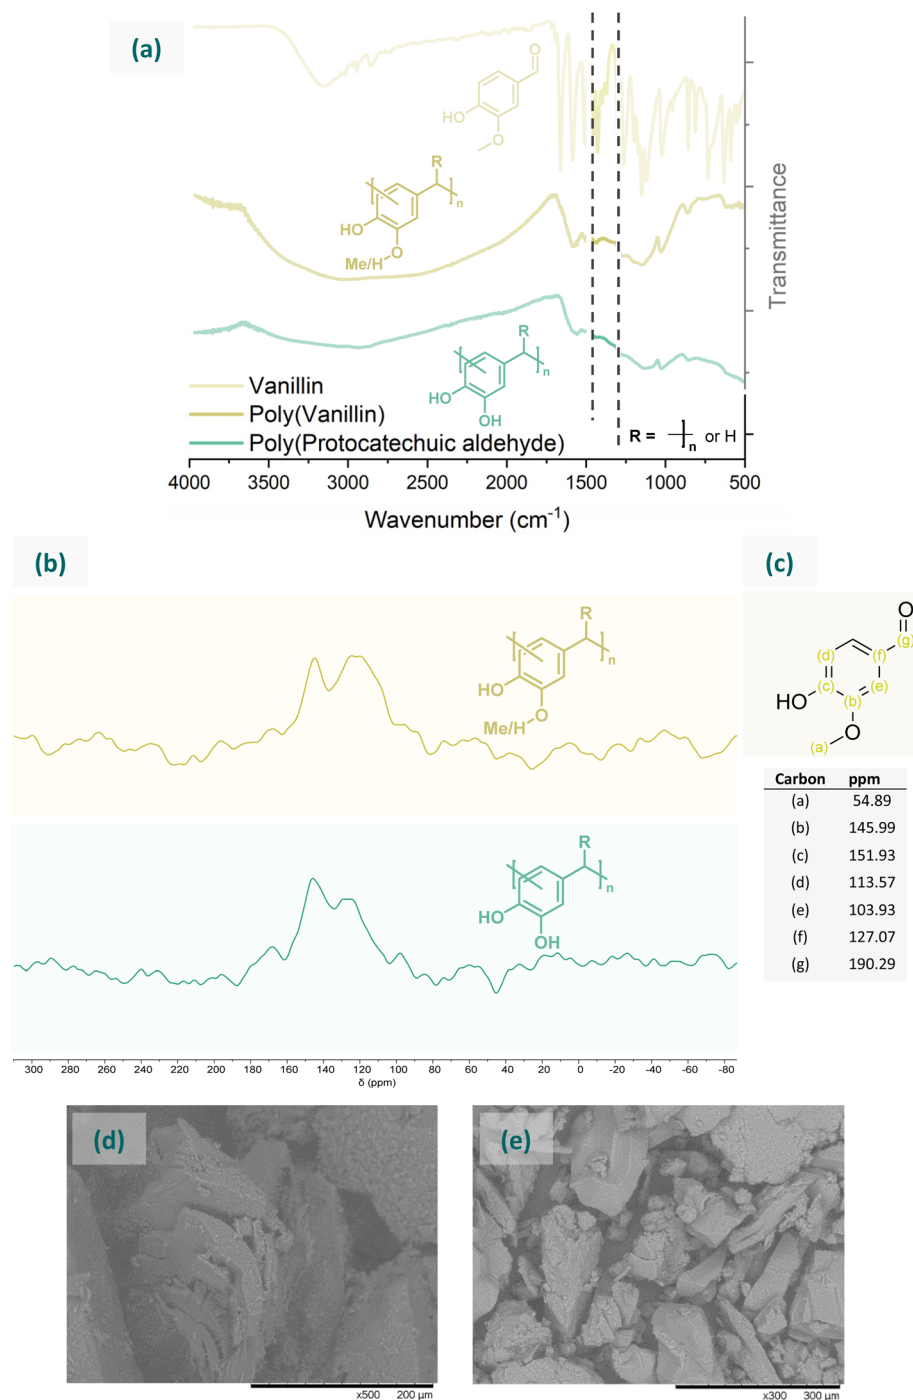 (a)
O
HO
O
R
n
HO
O
Me/H
R
n
HO
OH
Transmittance
Vanillin
Poly(Vanillin)
Poly(Protocatechuic aldehyde)
R = n or H
4000 3500 3000 2500 2000 1500 1000 500
Wavenumber (cm-1)
(b)
(c)
R
n
HO
O
Me/H
R
n
HO
OH
300 280 260 240 220 200 180 160 140 120 100 80 60 40 20 0 -20 -40 -60 -80
δ (ppm)
O
(g)
(d) (f)
(c) (e)
HO (b)
O
(a)
Carbon ppm
(a) 54.89
(b) 145.99
(c) 151.93
(d) 113.57
(e) 103.93
(f) 127.07
(g) 190.29
(d)
x500 200 μm
(e)
x300 300 μm